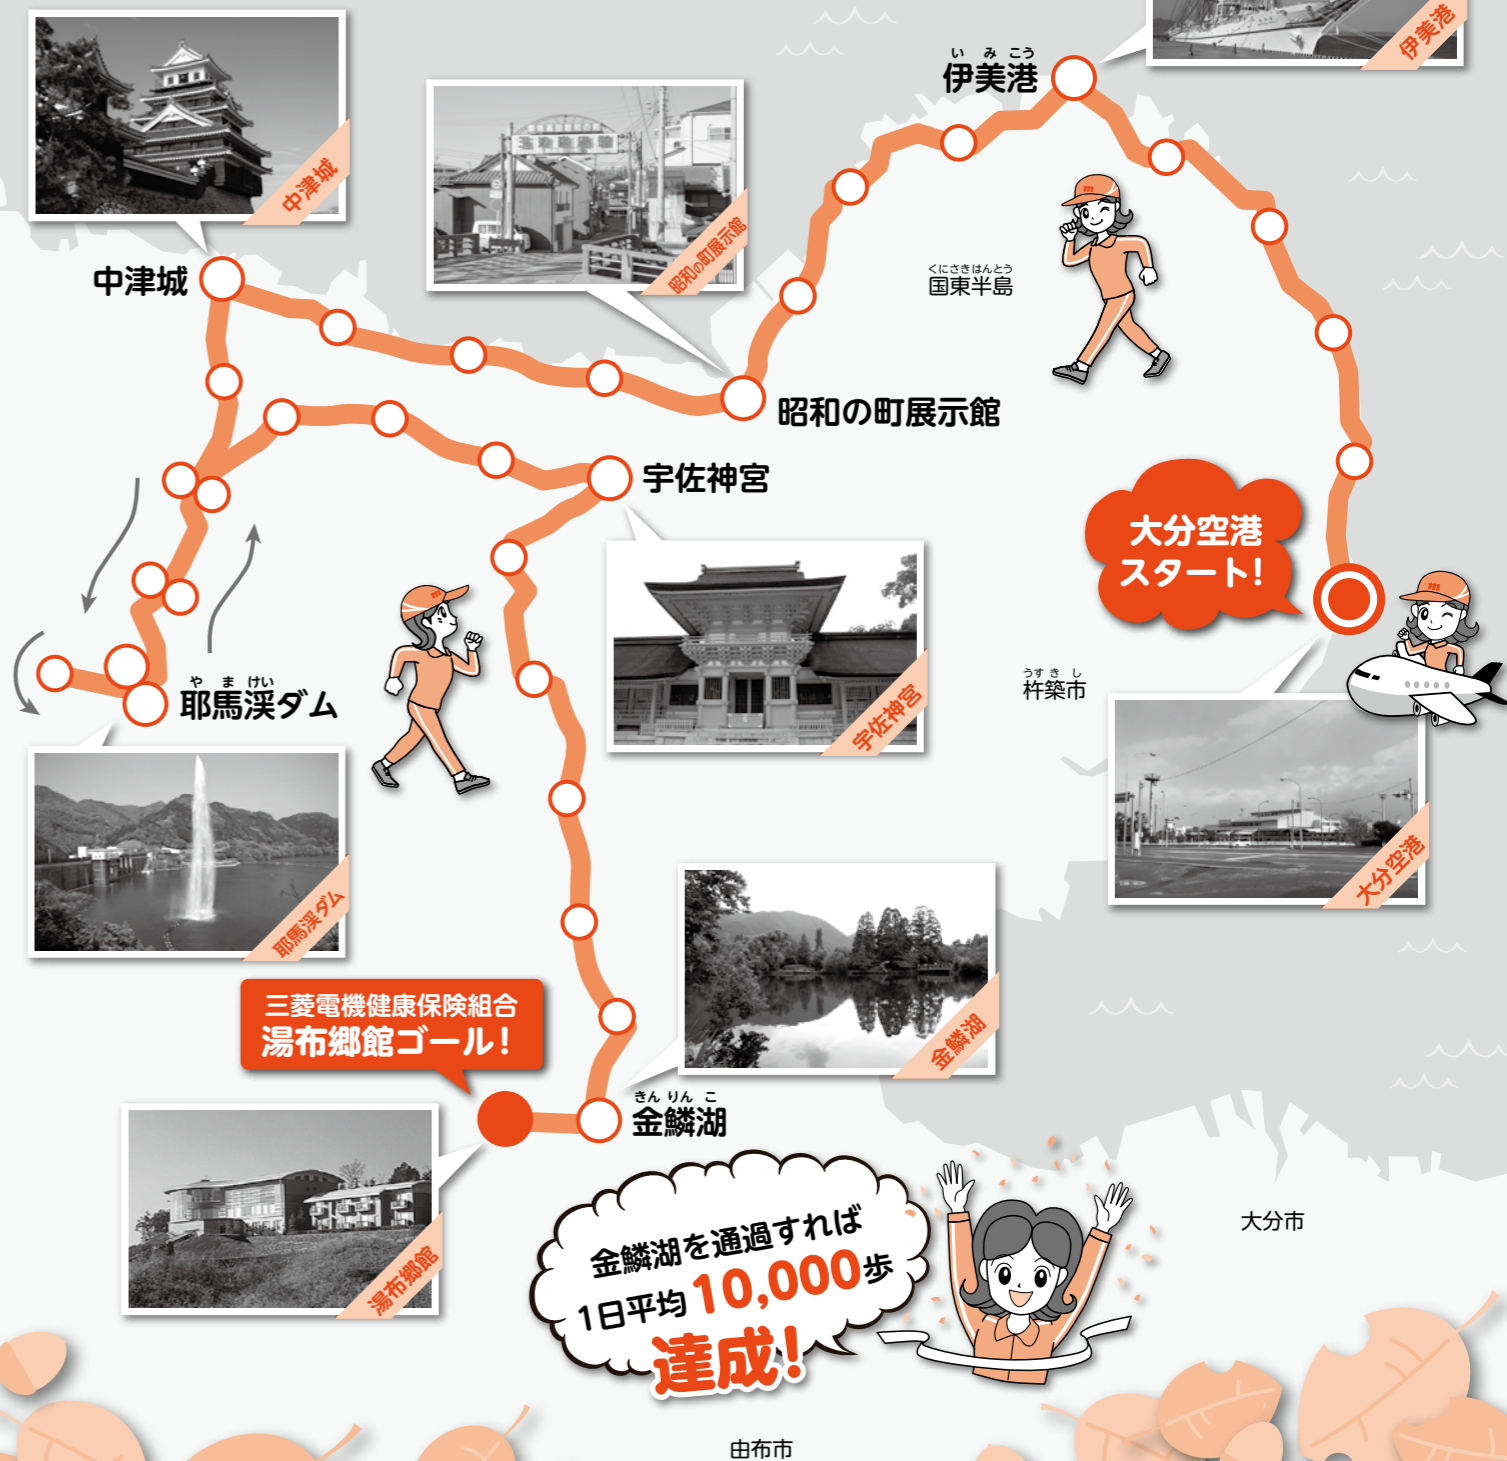 伊美港
い み こう
伊美港
中津城
昭和の町展示館
中津城
くにさきはんとう
国東半島
昭和の町展示館
宇佐神宮
大分空港
スタート!
m
m
や ま けい
耶馬渓ダム
うす き し
杵築市
宇佐神宮
耶馬渓ダム
大分空港
三菱電機健康保険組合
湯布郷館ゴール!
金鱗湖
きん りん こ
金鱗湖
湯布郷館
大分市
金鱗湖を通過すれば
1日平均10,000歩
達成!
由布市
m